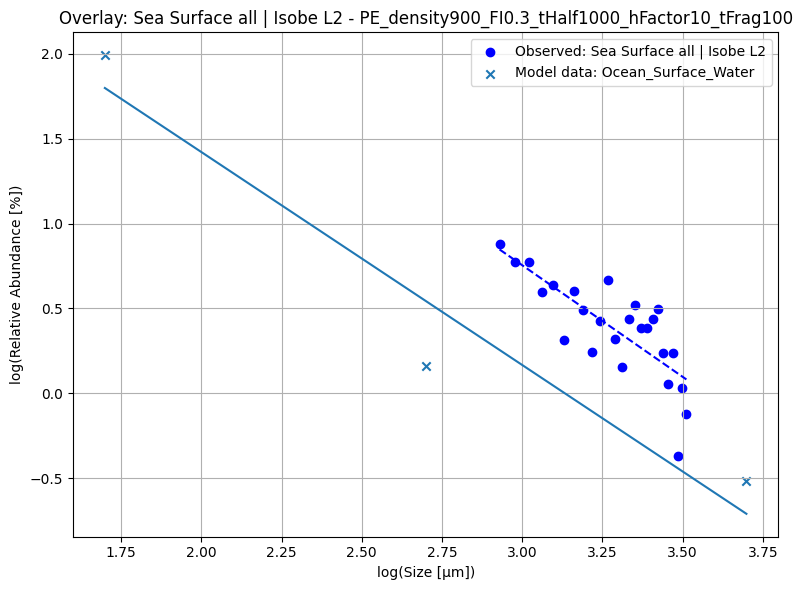 Overlay: Sea Surface all | Isobe L2 - PE_density900_FI0.3_tHalf1000_hFactor10_tFrag100
Observed: Sea Surface all | Isobe L2
Model data: Ocean_Surface_Water
log(Relative Abundance [%])
2.0
1.5
1.0
0.5
0.0
−0.5
1.75 2.00 2.25 2.50 2.75 3.00 3.25 3.50 3.75
log(Size [μm])